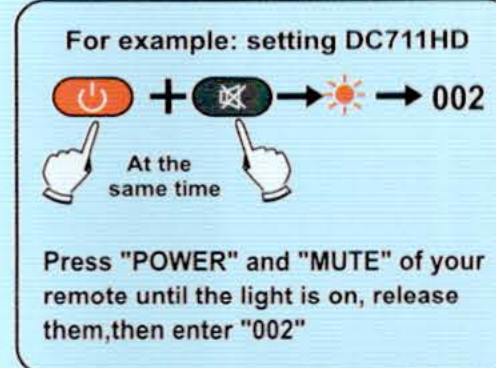 For example: setting DC711HD
002
At the
same time
Press "POWER" and "MUTE" of your
remote until the light is on, release
them,then enter "002"